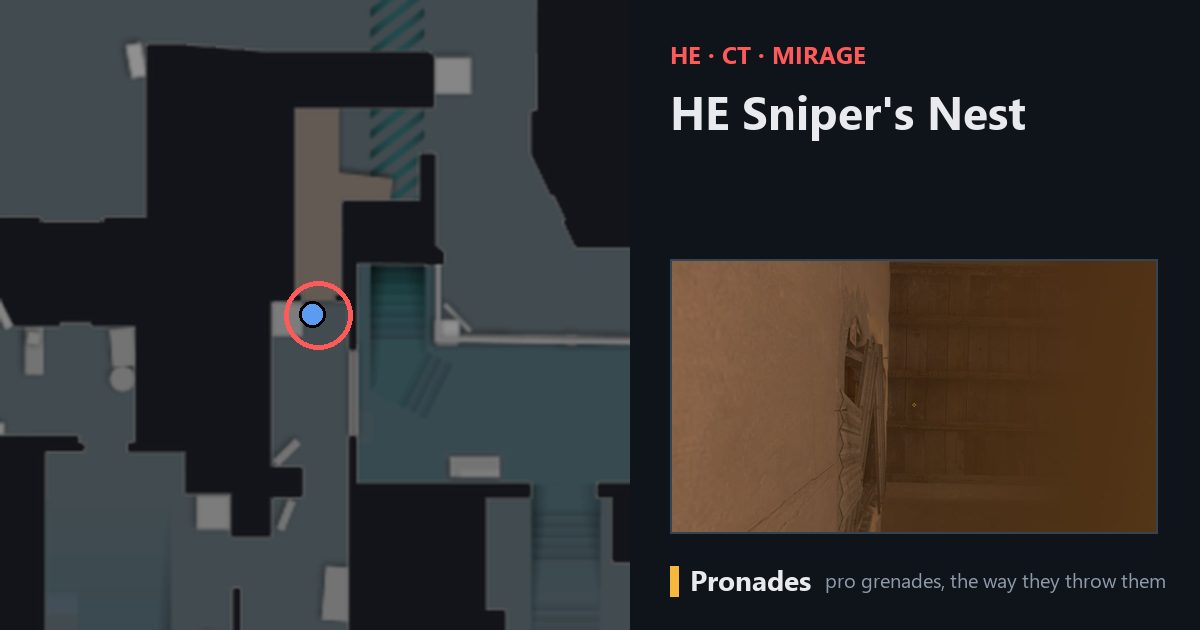 HE · CT · MIRAGE
HE Sniper's Nest
Pronades pro grenades, the way they throw them